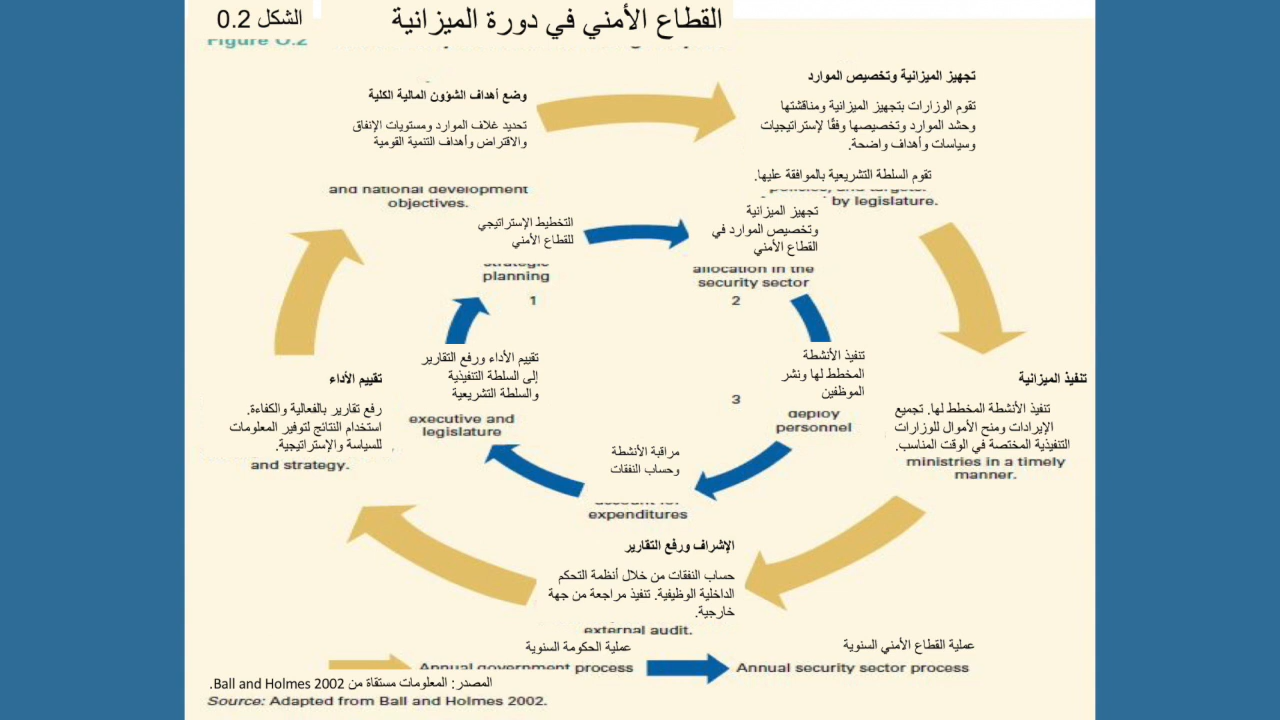 القطاع الأمني في دورة الميزانية
الشكل 0.2
Figure O.2
تجهيز الميزانية وتخصيص الموارد
تقوم الوزارات بتجهيز الميزانية ومناقشتها
وحشد الموارد وتخصيصها وفقًا لإستراتيجيات
وسياسات وأهداف واضحة.
تقوم السلطة التشريعية بالموافقة عليها.
by legislature.
وضع أهداف الشؤون المالية الكلية
تحديد غلاف الموارد ومستويات الإنفاق
والاقتراض وأهداف التنمية القومية
and national development
objectives.
التخطيط الإستراتيجي
للقطاع الأمني
strategic
planning
1
تجهيز الميزانية
وتخصيص الموارد في
القطاع الأمني
allocation in the
security sector
2
تنفيذ الأنشطة
المخطط لها ونشر
الموظفين
3
deploy
personnel
تقييم الأداء ورفع التقارير
إلى السلطة التنفيذية
والسلطة التشريعية
executive and
legislature
مراقبة الأنشطة
وحساب النفقات
account for
expenditures
تنفيذ الميزانية
تنفيذ الأنشطة المخطط لها. تجميع
الإيرادات ومنح الأموال للوزارات
التنفيذية المختصة في الوقت المناسب.
ministries in a timely
manner.
تقييم الأداء
رفع تقارير بالفعالية والكفاءة.
استخدام النتائج لتوفير المعلومات
للسياسة والإستراتيجية.
and strategy.
الإشراف ورفع التقارير
حساب النفقات من خلال أنظمة التحكم
الداخلية الوظيفية. تنفيذ مراجعة من جهة
خارجية.
external audit.
عملية القطاع الأمني السنوية
عملية الحكومة السنوية
Annual government process
Annual security sector process
المصدر: المعلومات مستقاة من Ball and Holmes 2002.
Source: Adapted from Ball and Holmes 2002.